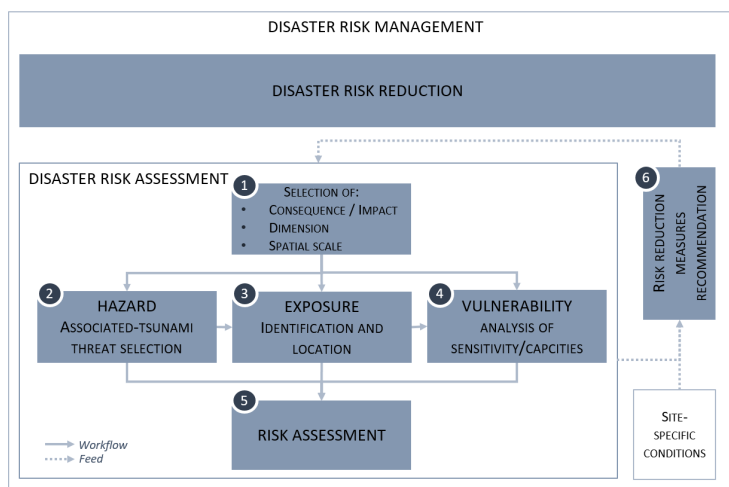 DISASTER RISK MANAGEMENT
DISASTER RISK REDUCTION
DISASTER RISK ASSESSMENT
1
SELECTION OF:
• CONSEQUENCE / IMPACT
• DIMENSION
• SPATIAL SCALE
2
HAZARD
ASSOCIATED-TSUNAMI
THREAT SELECTION
3
EXPOSURE
IDENTIFICATION AND
LOCATION
4
VULNERABILITY
ANALYSIS OF
SENSITIVITY/CAPCITIES
5
RISK ASSESSMENT
6
RISK REDUCTION
MEASURES
RECOMMENDATION
SITE-
SPECIFIC
CONDITIONS
Workflow
Feed